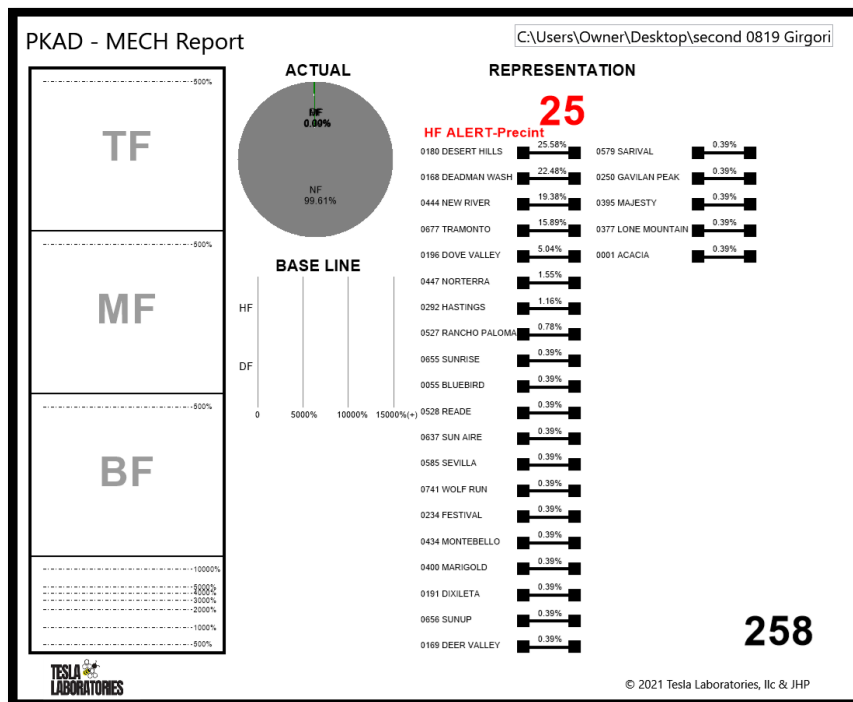 PKAD - MECH Report
C:\Users\Owner\Desktop\second 0819 Girgori
500%
TF
500%
MF
500%
BF
10000%
5000%
4000%
3000%
2000%
1000%
500%
ACTUAL
0.00%
NF
99.61%
BASE LINE
HF
DF
0 5000% 10000% 15000%(+)
REPRESENTATION
25
HF ALERT-Precint
0180 DESERT HILLS 25.58%
0168 DEADMAN WASH 22.48%
0444 NEW RIVER 19.38%
0677 TRAMONTO 15.89%
0196 DOVE VALLEY 5.04%
0447 NORTERRA 1.55%
0292 HASTINGS 1.16%
0527 RANCHO PALOMA 0.78%
0655 SUNRISE 0.39%
0055 BLUEBIRD 0.39%
0528 READE 0.39%
0637 SUN AIRE 0.39%
0585 SEVILLA 0.39%
0741 WOLF RUN 0.39%
0234 FESTIVAL 0.39%
0434 MONTEBELLO 0.39%
0400 MARIGOLD 0.39%
0191 DIXILETA 0.39%
0656 SUNUP 0.39%
0169 DEER VALLEY 0.39%
0579 SARIVAL 0.39%
0250 GAVILAN PEAK 0.39%
0395 MAJESTY 0.39%
0377 LONE MOUNTAIN 0.39%
0001 ACACIA 0.39%
258
TESLA
LABORATORIES
© 2021 Tesla Laboratories, llc & JHP